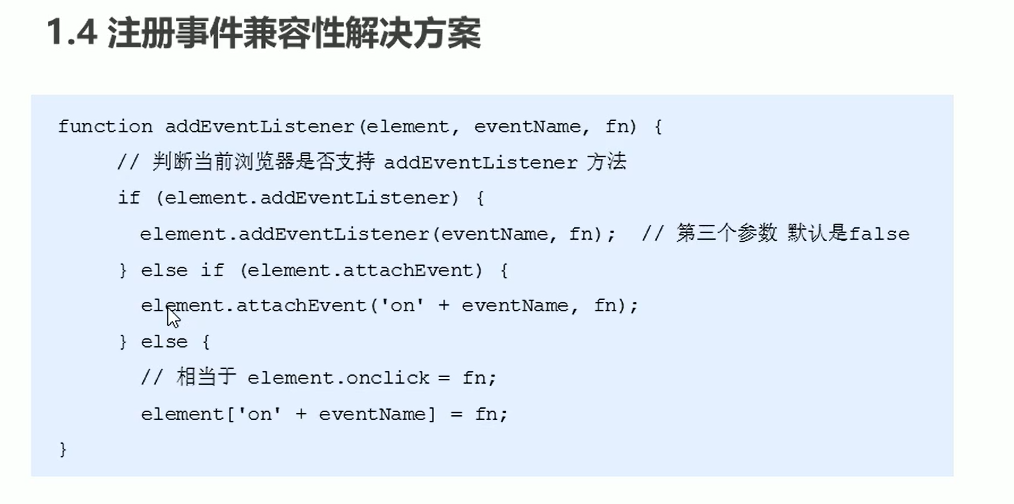 1.4 注册事件兼容性解决方案
function addEventListener(element, eventName, fn) {
// 判断当前浏览器是否支持 addEventListener 方法
if (element.addEventListener) {
element.addEventListener(eventName, fn); // 第三个参数 默认是false
} else if (element.attachEvent) {
element.attachEvent('on' + eventName, fn);
} else {
// 相当于 element.onclick = fn;
element['on' + eventName] = fn;
}